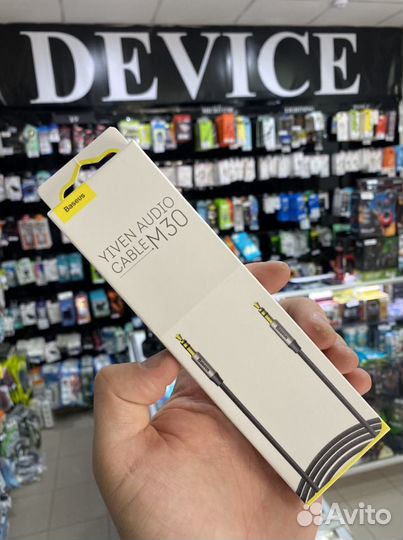 DEVICE
Baseus
YIVEN AUDIO
CABLE M30
Avito